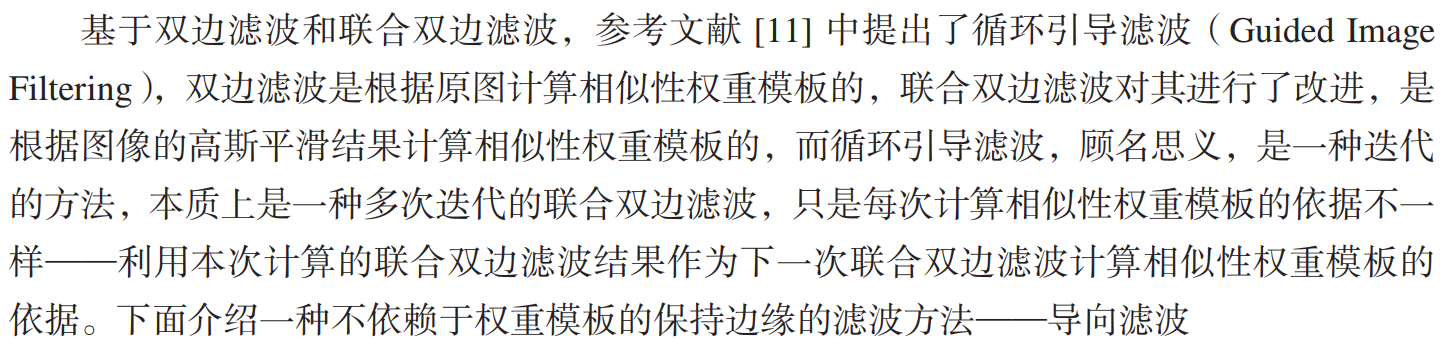 基于双边滤波和联合双边滤波，参考文献 [11] 中提出了循环引导滤波（Guided Image
Filtering），双边滤波是根据原图计算相似性权重模板的，联合双边滤波对其进行了改进，是
根据图像的高斯平滑结果计算相似性权重模板的，而循环引导滤波，顾名思义，是一种迭代
的方法，本质上是一种多次迭代的联合双边滤波，只是每次计算相似性权重模板的依据不一
样——利用本次计算的联合双边滤波结果作为下一次联合双边滤波计算相似性权重模板的
依据。下面介绍一种不依赖于权重模板的保持边缘的滤波方法——导向滤波